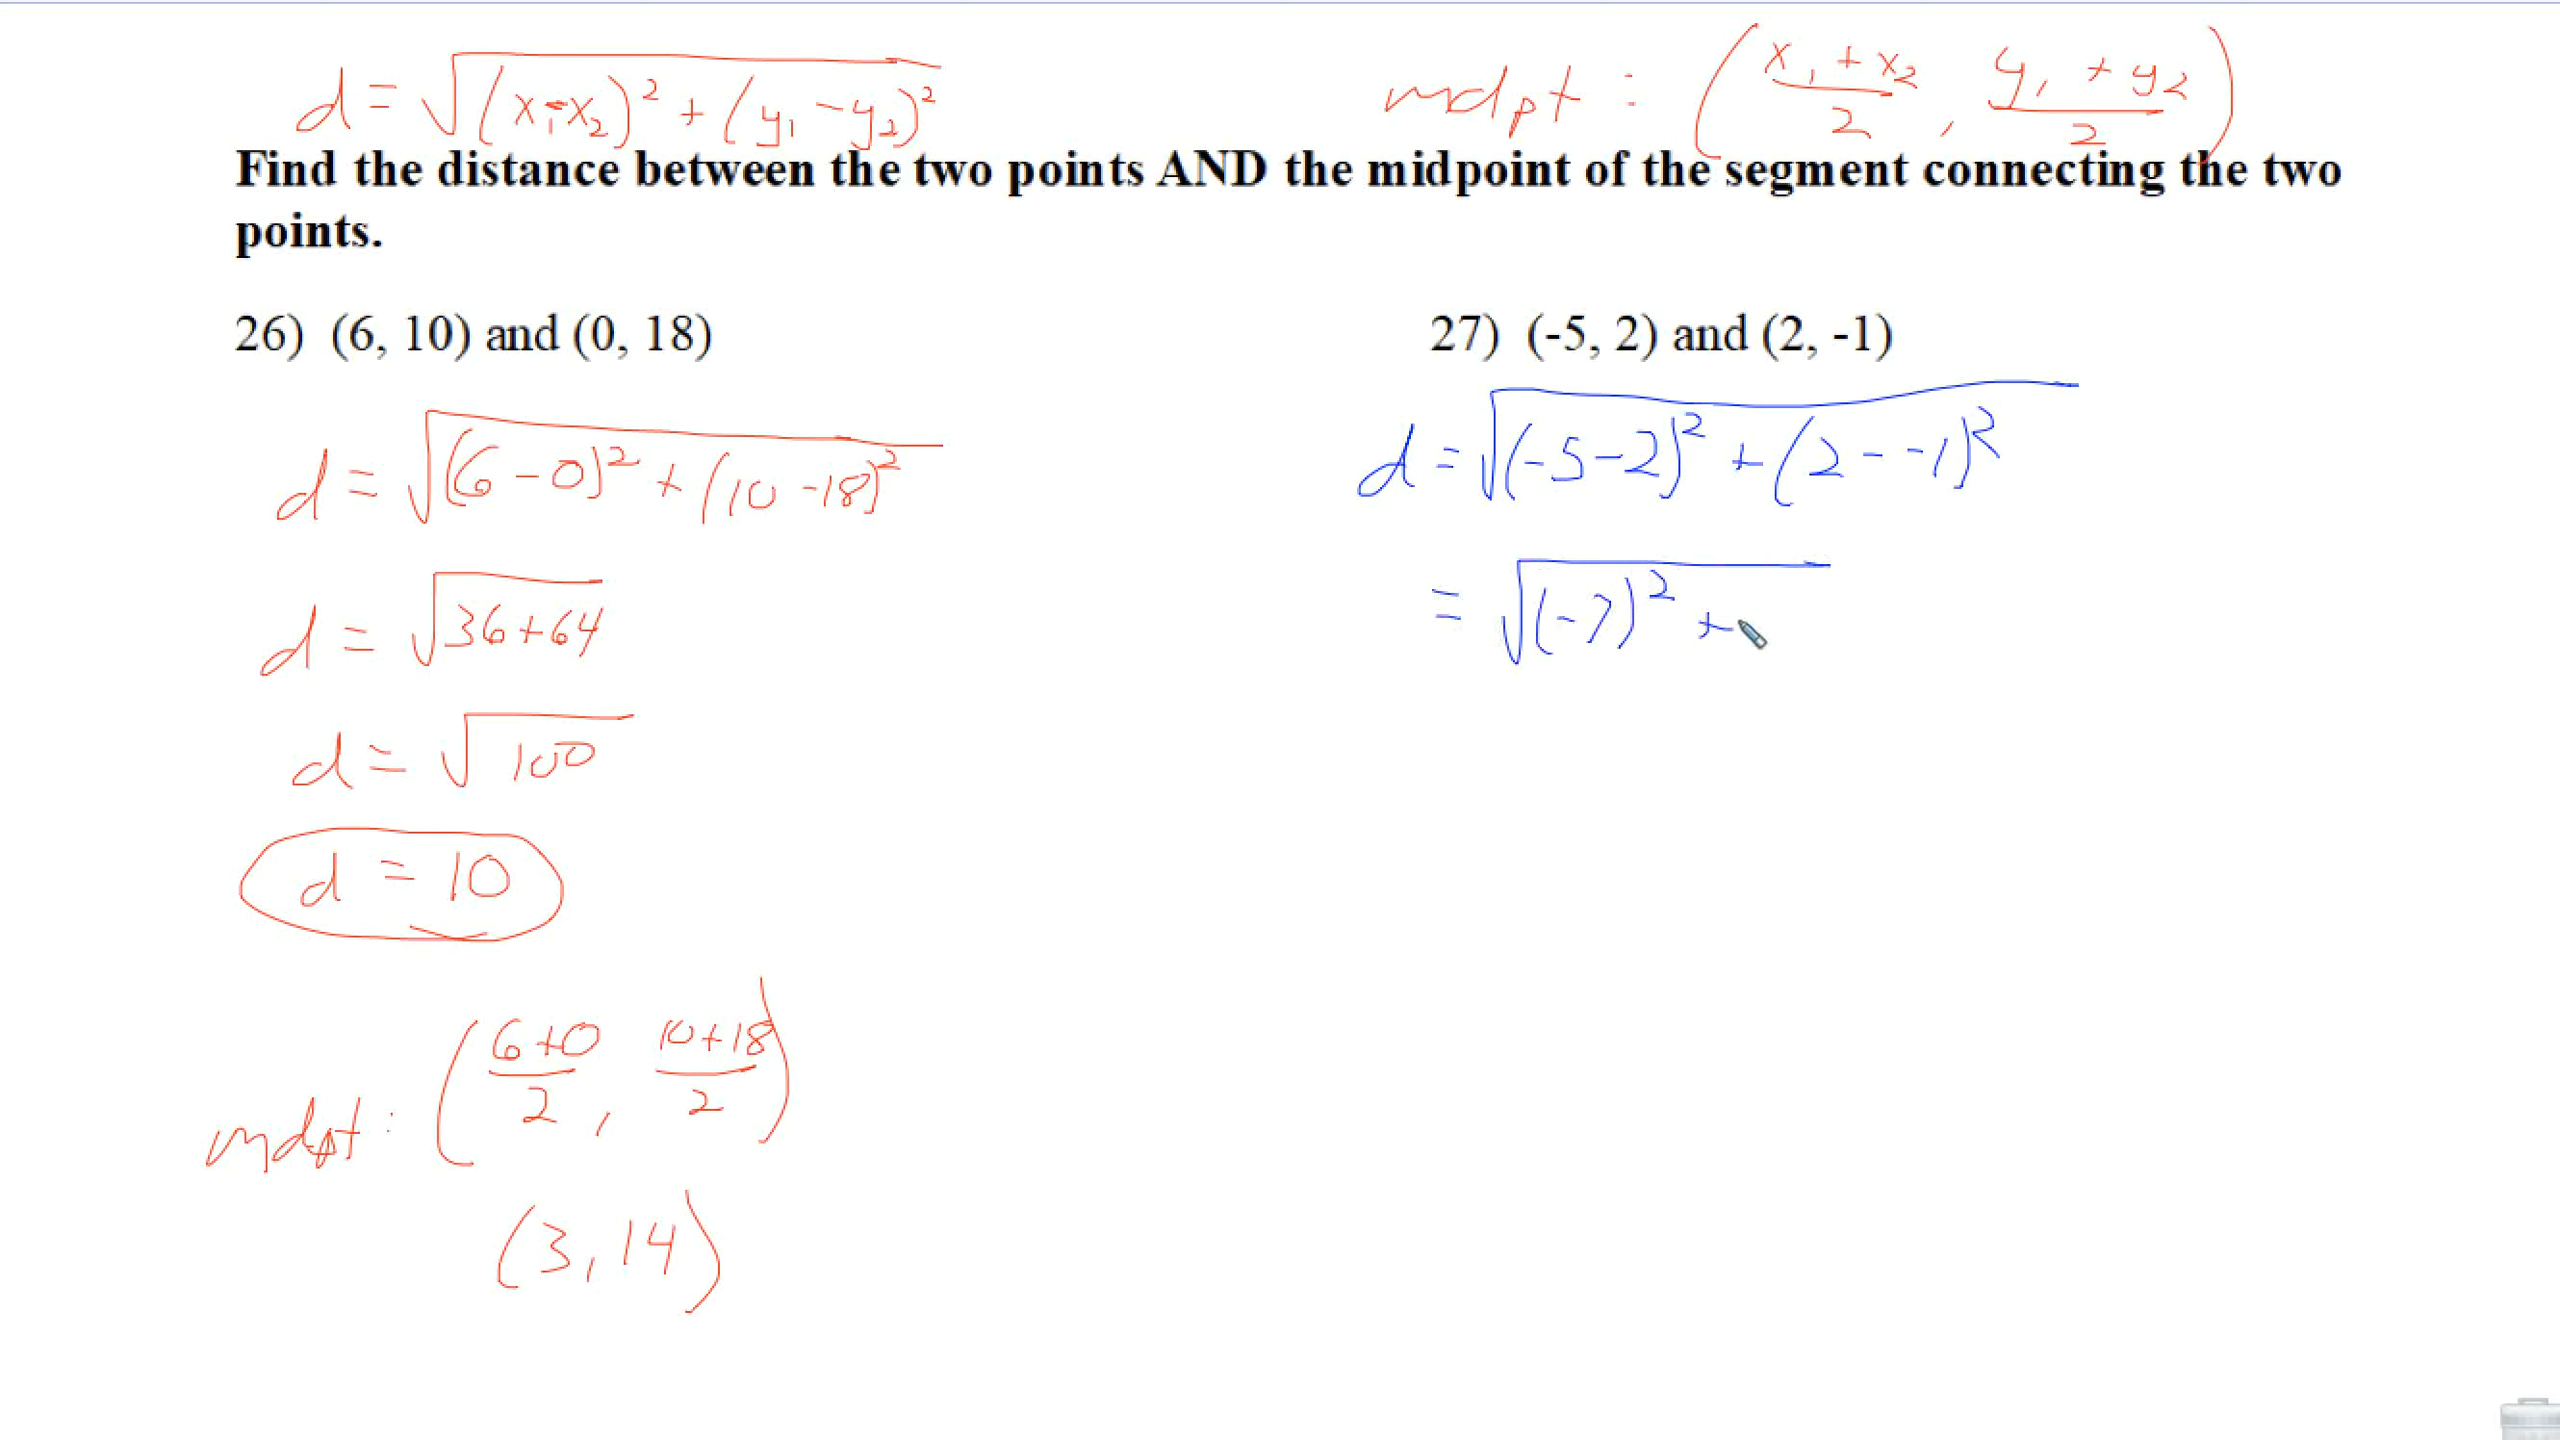 d = √(x₁-x₂)² + (y₁-y₂)²
mdpt : (x₁+x₂/2 , y₁+y₂/2)
Find the distance between the two points AND the midpoint of the segment connecting the two
points.
26) (6, 10) and (0, 18)
d = √(6-0)² + (10-18)²
d = √36+64
d = √100
d = 10
mdpt : (6+0/2 , 10+18/2)
(3, 14)
27) (-5, 2) and (2, -1)
d = √(-5-2)² + (2--1)²
= √(-7)² +